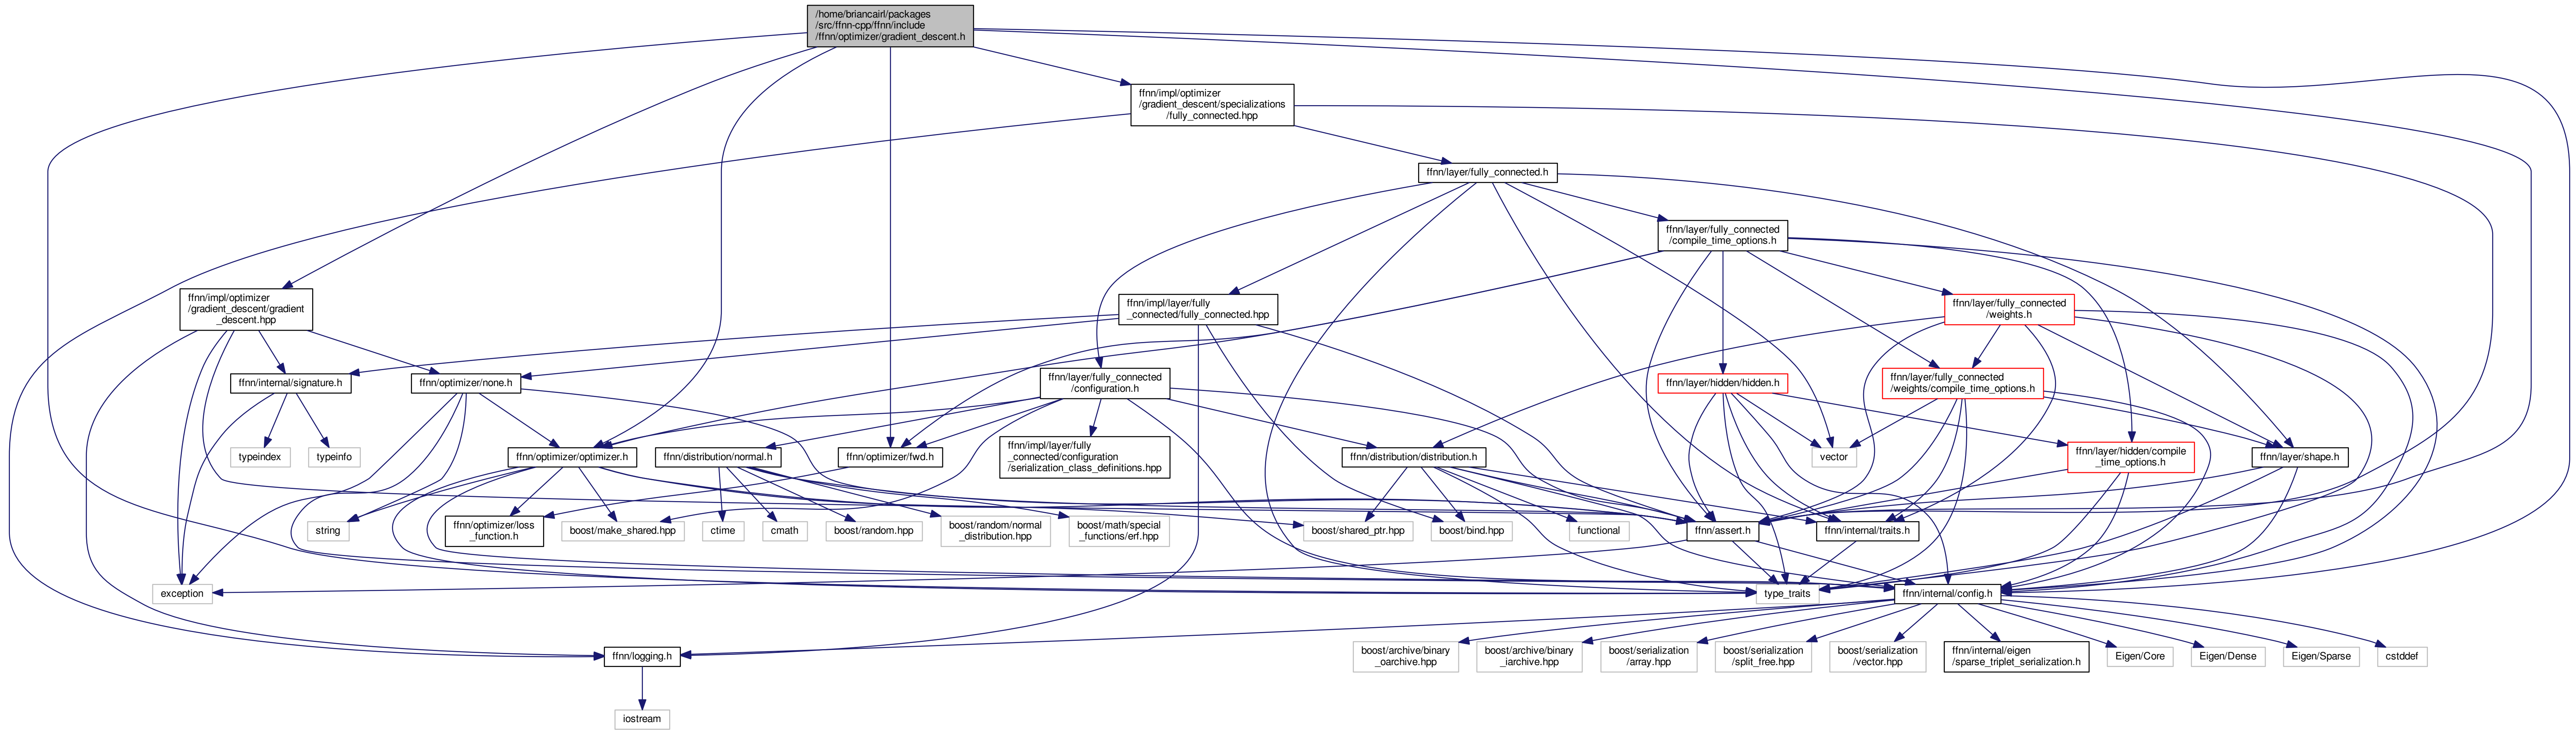 /home/briancairl/packages
/src/ffnn-cpp/ffnn/include
/ffnn/optimizer/gradient_descent.h
ffnn/impl/optimizer
/gradient_descent/specializations
/fully_connected.hpp
ffnn/layer/fully_connected.h
ffnn/layer/fully_connected
/compile_time_options.h
ffnn/impl/optimizer
/gradient_descent/gradient
_descent.hpp
ffnn/impl/layer/fully
_connected/fully_connected.hpp
ffnn/layer/fully_connected
/weights.h
ffnn/internal/signature.h
ffnn/optimizer/none.h
ffnn/layer/fully_connected
/configuration.h
ffnn/layer/hidden/hidden.h
ffnn/layer/fully_connected
/weights/compile_time_options.h
typeindex
typeinfo
ffnn/optimizer/optimizer.h
ffnn/distribution/normal.h
ffnn/optimizer/fwd.h
ffnn/impl/layer/fully
_connected/configuration
/serialization_class_definitions.hpp
ffnn/distribution/distribution.h
vector
ffnn/layer/hidden/compile
_time_options.h
ffnn/layer/shape.h
string
ffnn/optimizer/loss
_function.h
boost/make_shared.hpp
ctime
cmath
boost/random.hpp
boost/random/normal
_distribution.hpp
boost/math/special
_functions/erf.hpp
boost/shared_ptr.hpp
boost/bind.hpp
functional
ffnn/assert.h
ffnn/internal/traits.h
exception
type_traits
ffnn/internal/config.h
ffnn/logging.h
boost/archive/binary
_oarchive.hpp
boost/archive/binary
_iarchive.hpp
boost/serialization
/array.hpp
boost/serialization
/split_free.hpp
boost/serialization
/vector.hpp
ffnn/internal/eigen
/sparse_triplet_serialization.h
Eigen/Core
Eigen/Dense
Eigen/Sparse
cstddef
iostream